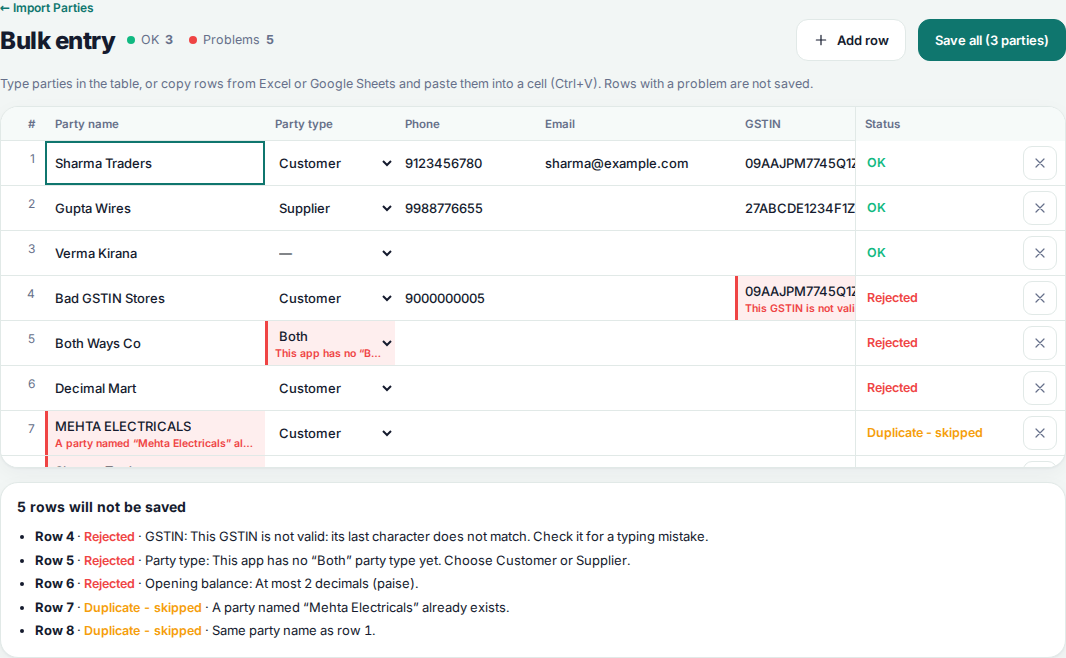 ← Import Parties
Bulk entry OK 3 Problems 5 + Add row Save all (3 parties)
Type parties in the table, or copy rows from Excel or Google Sheets and paste them into a cell (Ctrl+V). Rows with a problem are not saved.
# Party name Party type Phone Email GSTIN Status
1 Sharma Traders Customer 9123456780 sharma@example.com 09AAJPM7745Q1Z OK
2 Gupta Wires Supplier 9988776655 27ABCDE1234F1Z OK
3 Verma Kirana — OK
4 Bad GSTIN Stores Customer 9000000005 09AAJPM7745Q1Z Rejected
This GSTIN is not vali
5 Both Ways Co Both Rejected
This app has no “B...
6 Decimal Mart Customer Rejected
7 MEHTA ELECTRICALS Customer Duplicate - skipped
A party named “Mehta Electricals” al...
5 rows will not be saved
• Row 4 · Rejected · GSTIN: This GSTIN is not valid: its last character does not match. Check it for a typing mistake.
• Row 5 · Rejected · Party type: This app has no “Both” party type yet. Choose Customer or Supplier.
• Row 6 · Rejected · Opening balance: At most 2 decimals (paise).
• Row 7 · Duplicate - skipped · A party named “Mehta Electricals” already exists.
• Row 8 · Duplicate - skipped · Same party name as row 1.